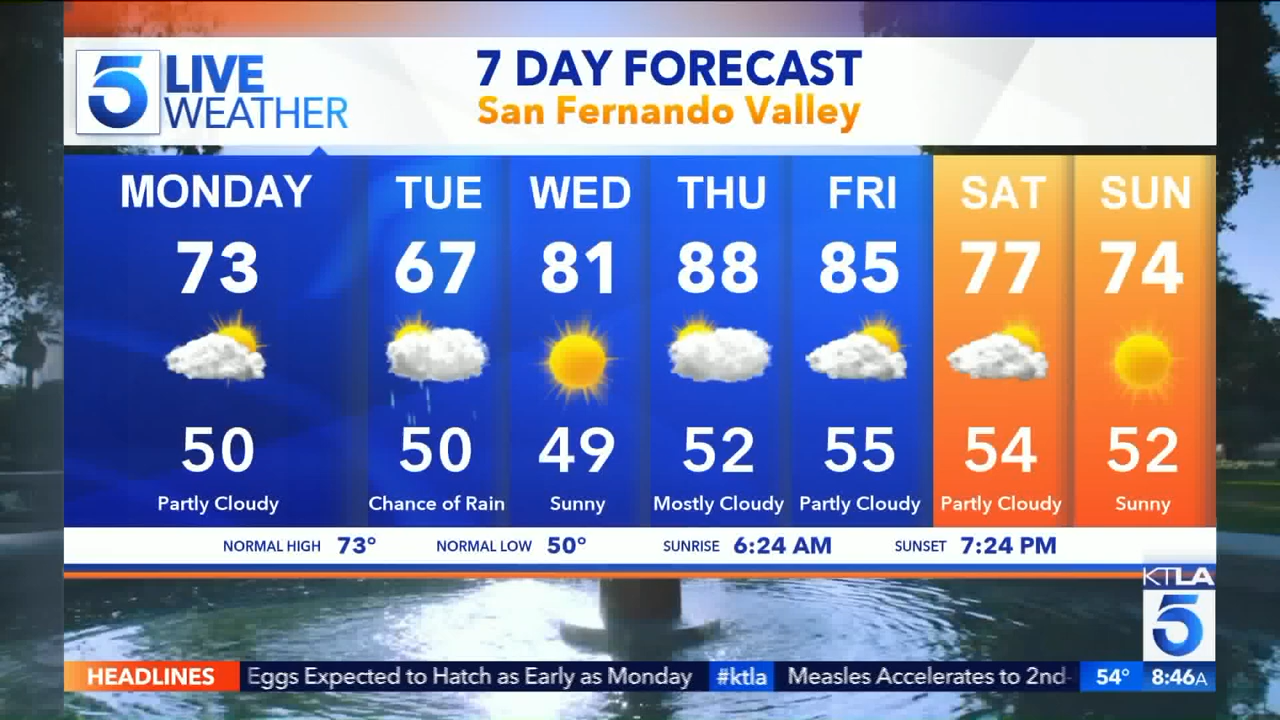 5 LIVE
WEATHER
7 DAY FORECAST
San Fernando Valley
MONDAY TUE WED THU FRI SAT SUN
73 67 81 88 85 77 74
50 50 49 52 55 54 52
Partly Cloudy Chance of Rain Sunny Mostly Cloudy Partly Cloudy Partly Cloudy Sunny
NORMAL HIGH 73° NORMAL LOW 50° SUNRISE 6:24 AM SUNSET 7:24 PM
KTLA
5
HEADLINES Eggs Expected to Hatch as Early as Monday #ktla Measles Accelerates to 2nd- 54° 8:46A